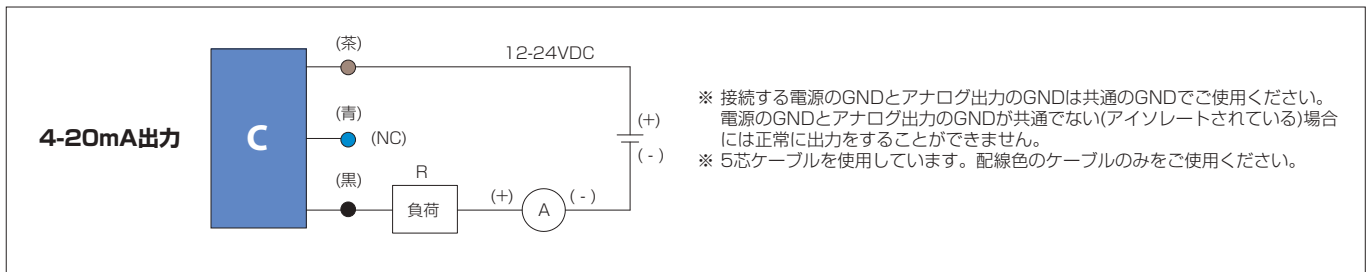 (茶)
12-24VDC
(青)
(NC)
4-20mA出力
C
(黒)
R
負荷
(+)
A
(-)
(+)
(-)
※ 接続する電源のGNDとアナログ出力のGNDは共通のGNDでご使用ください。
電源のGNDとアナログ出力のGNDが共通でない(アイソレートされている)場合
には正常に出力をすることができません。
※ 5芯ケーブルを使用しています。配線色のケーブルのみをご使用ください。